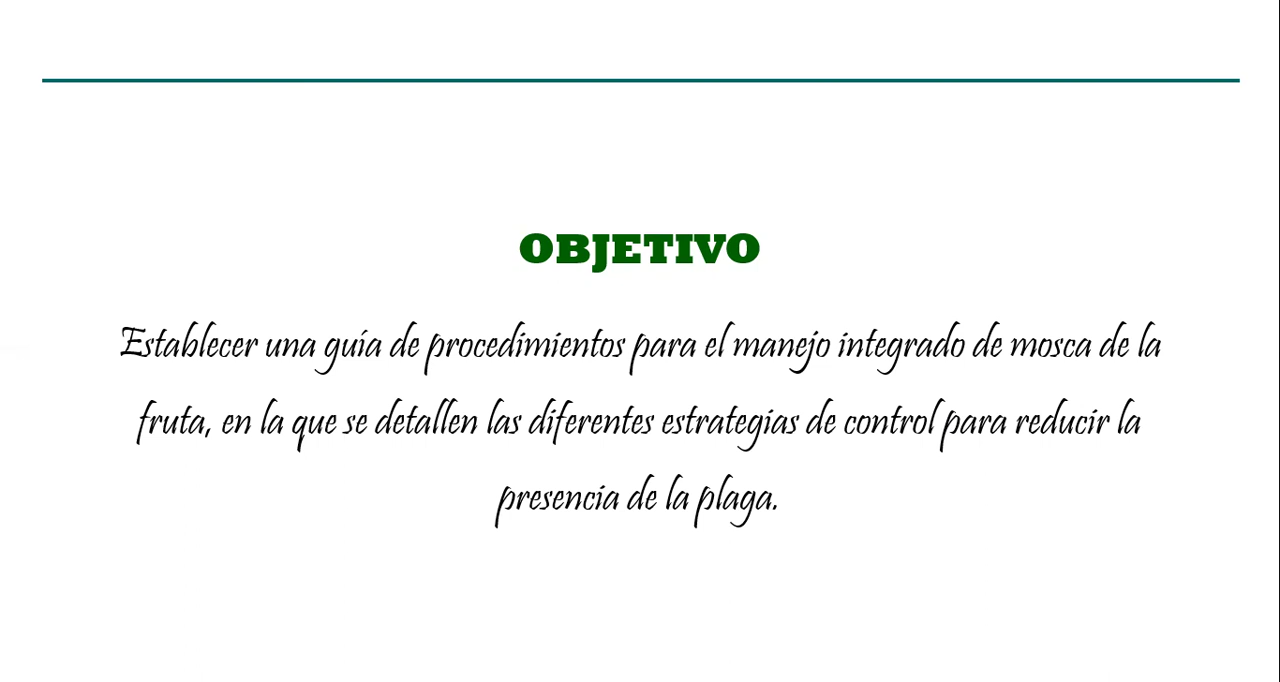 OBJETIVO
Establecer una guía de procedimientos para el manejo integrado de mosca de la
fruta, en la que se detallen las diferentes estrategias de control para reducir la
presencia de la plaga.